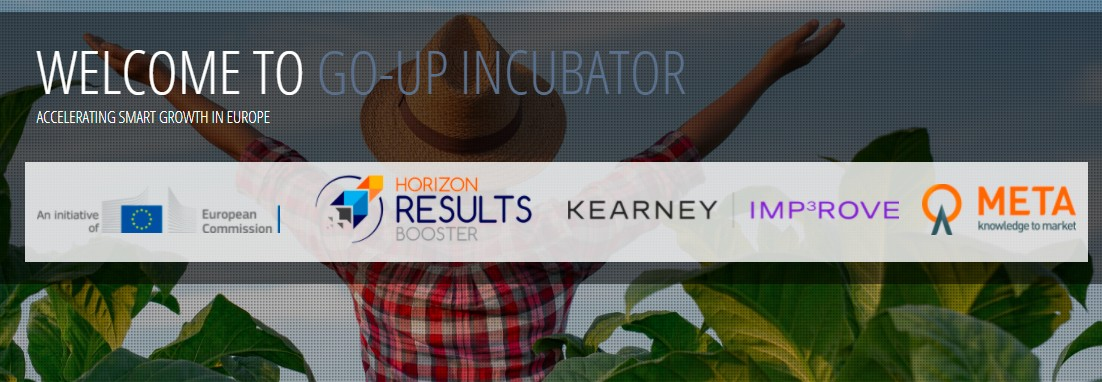 WELCOME TO GO-UP INCUBATOR
ACCELERATING SMART GROWTH IN EUROPE
An initiative
of
European
Commission
HORIZON
RESULTS
BOOSTER
KEARNEY
IMP³ROVE
META
knowledge to market